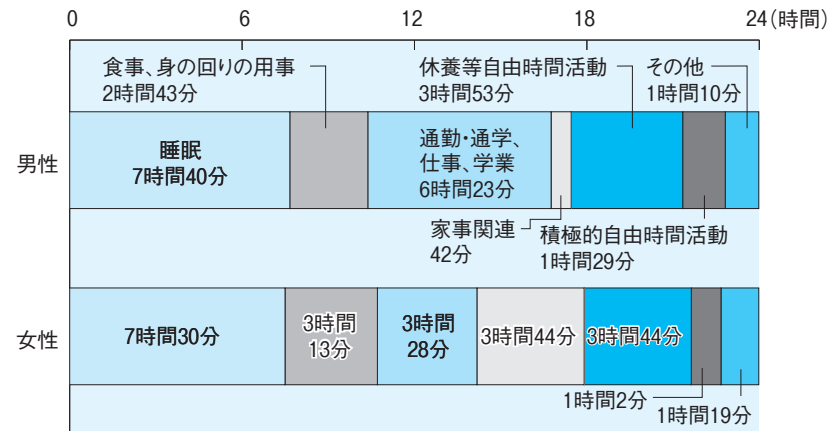 0 6 12 18 24(時間)
食事、身の回りの用事
2時間43分
休養等自由時間活動
3時間53分
その他
1時間10分
男性
睡眠
7時間40分
通勤・通学、
仕事、学業
6時間23分
家事関連
42分
積極的自由時間活動
1時間29分
女性
7時間30分
3時間
13分
3時間
28分
3時間44分
3時間44分
1時間2分
1時間19分